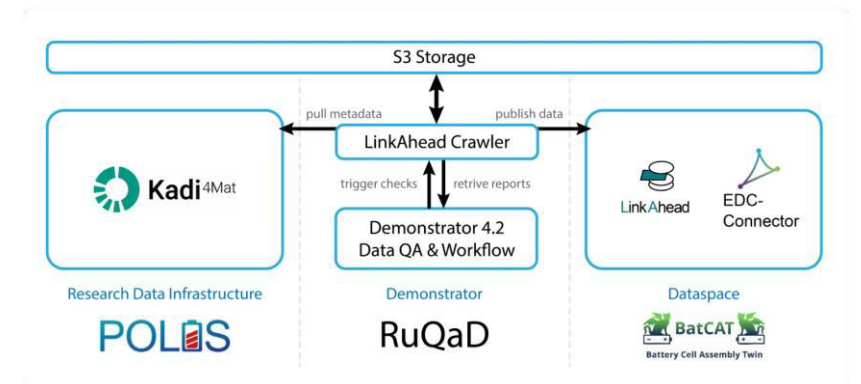 S3 Storage
pull metadata
publish data
LinkAhead Crawler
Kadi4Mat
trigger checks
retrive reports
LinkAhead
EDC-
Connector
Demonstrator 4.2
Data QA & Workflow
Research Data Infrastructure
Demonstrator
Dataspace
POLiS
RuQaD
BatCAT
Battery Cell Assembly Twin